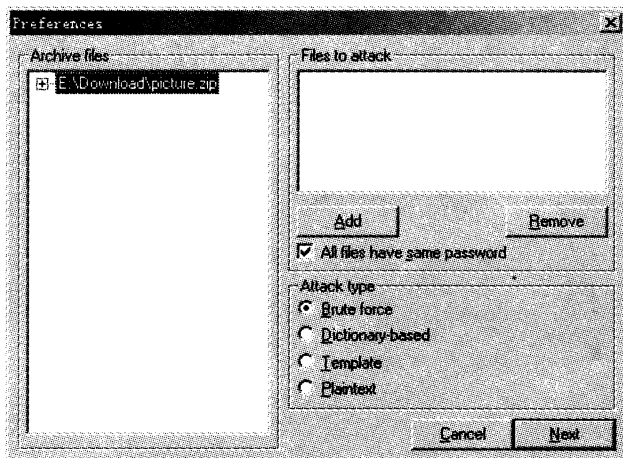 Preferences
Archive files
E:\Download\picture.zip
Files to attack
Add
Remove
All files have same password
Attack type
Brute force
Dictionary-based
Template
Plaintext
Cancel
Next